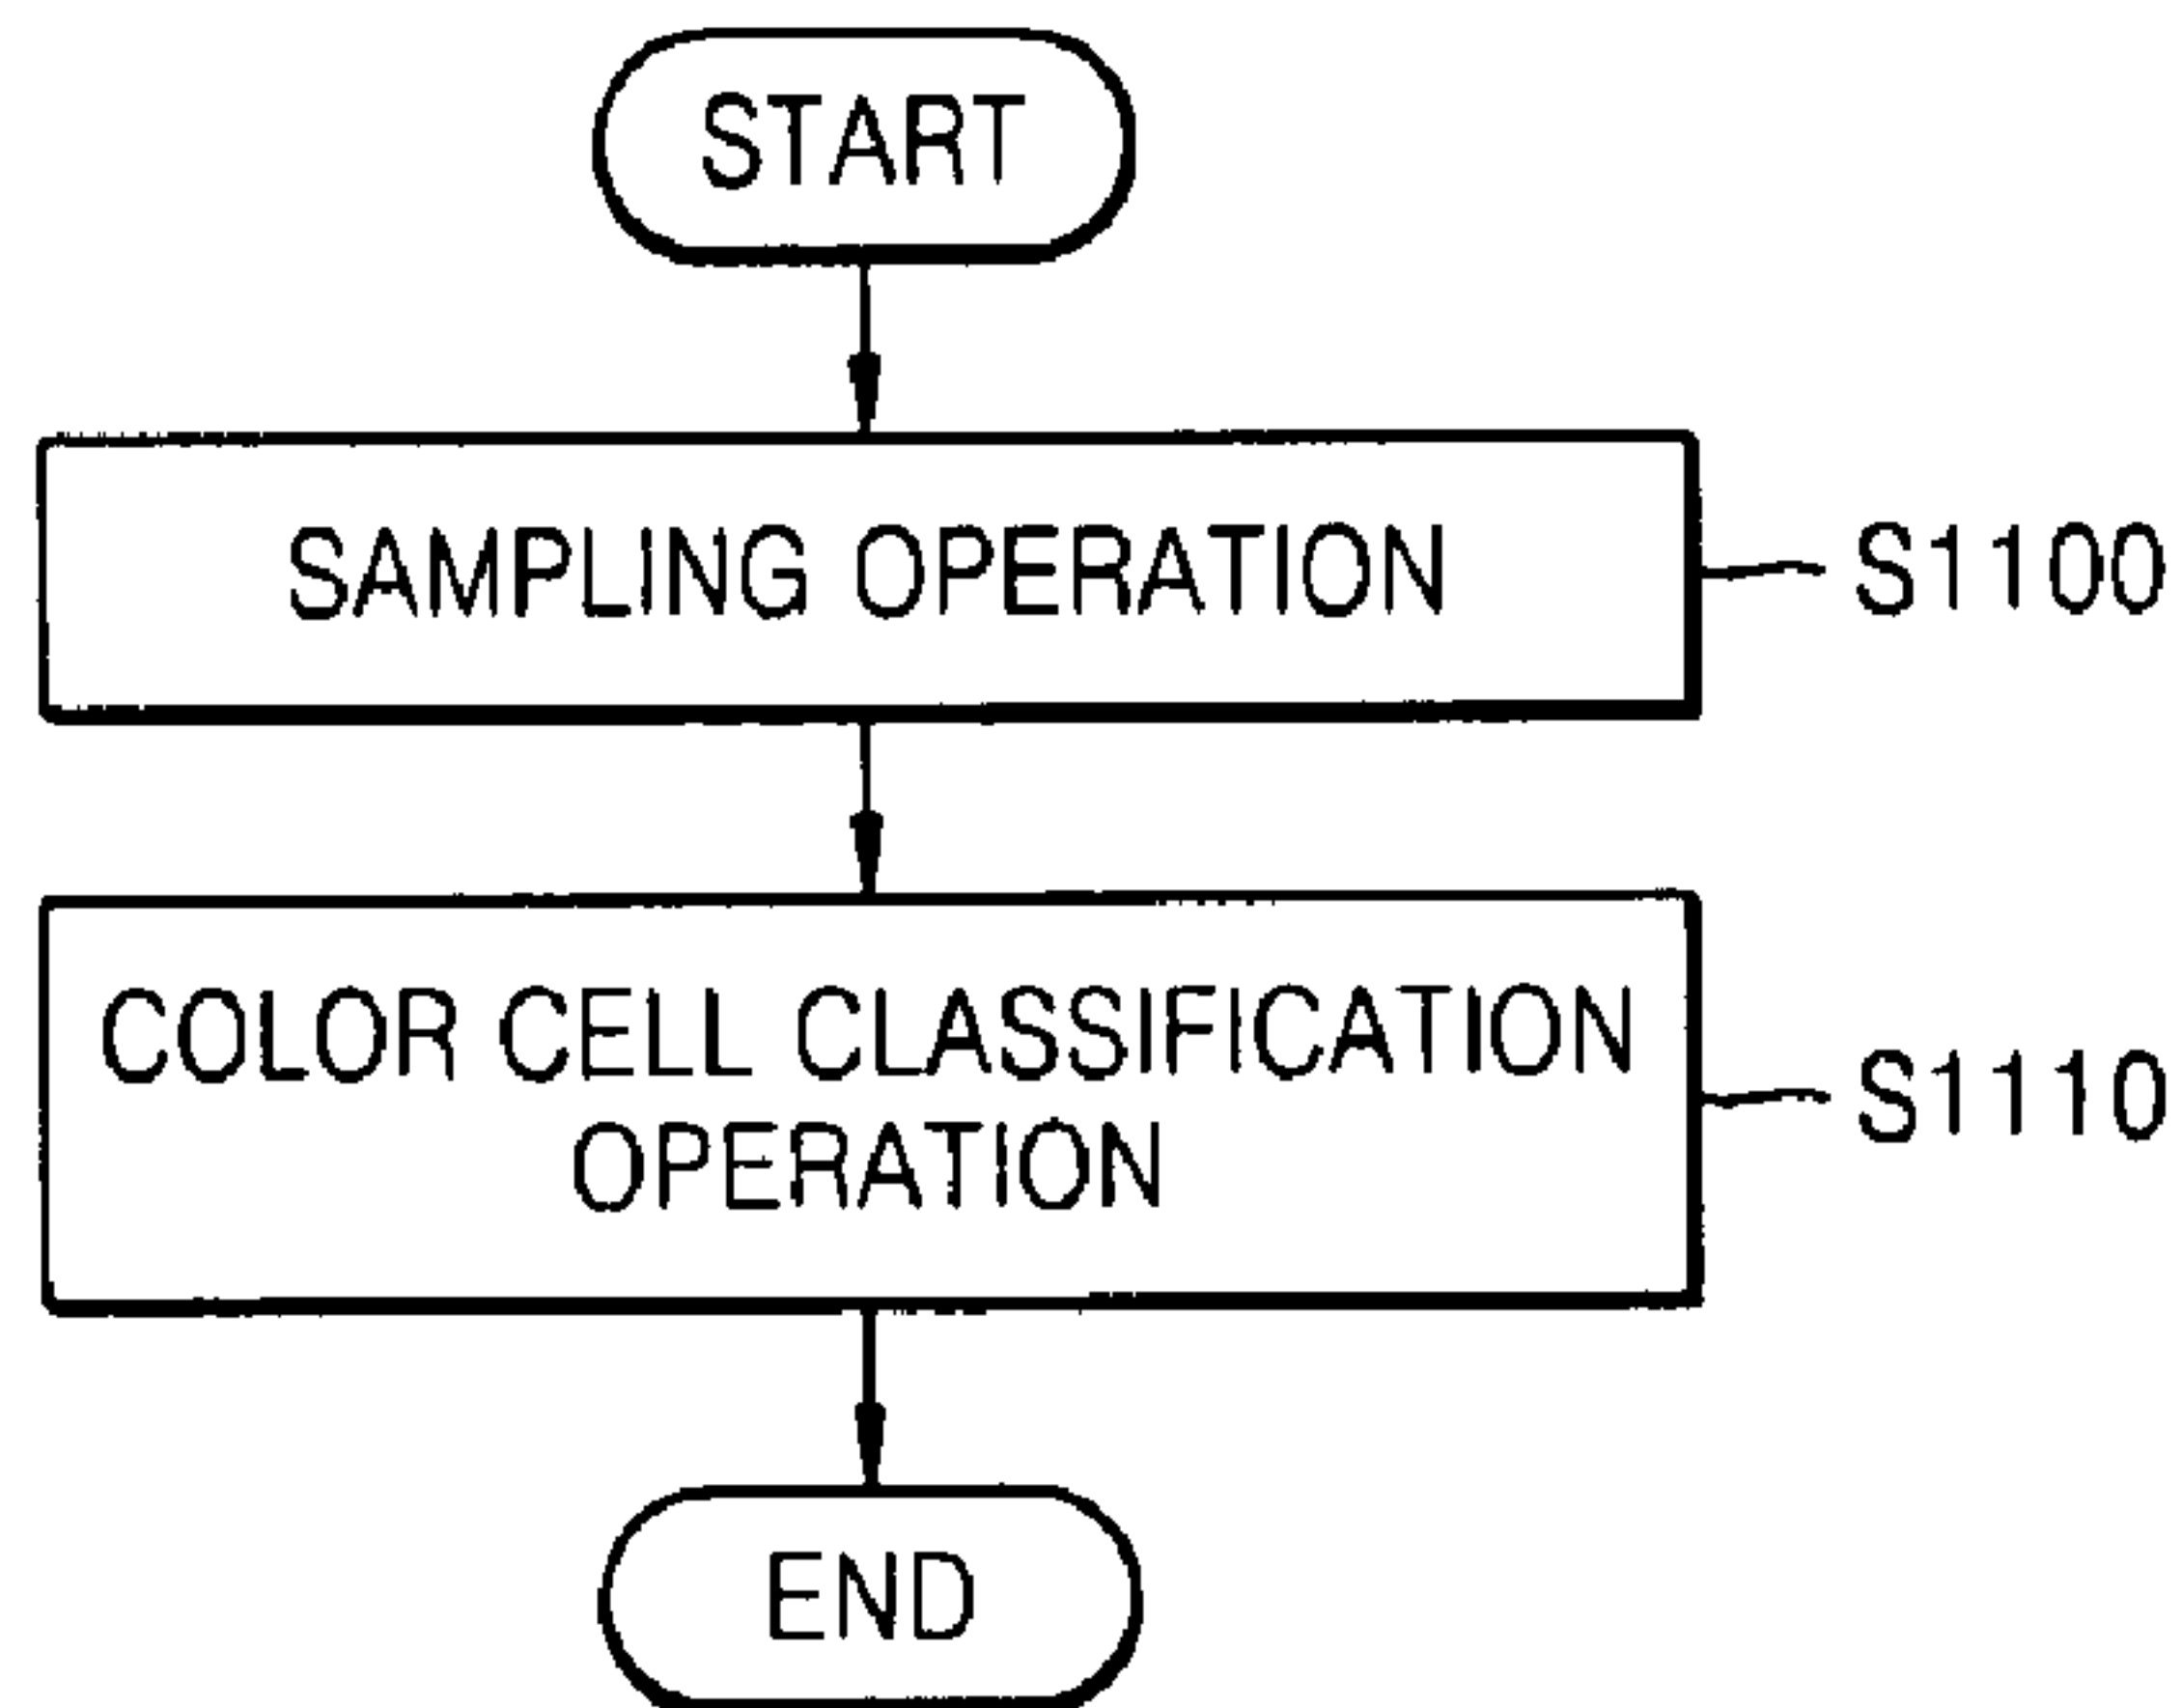 START
SAMPLING OPERATION
S1100
COLOR CELL CLASSIFICATION
OPERATION
S1110
END